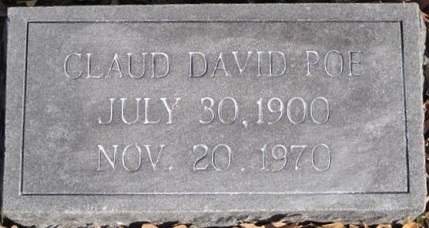 CLAUD DAVID POE
JULY 30, 1900
NOV. 20, 1970